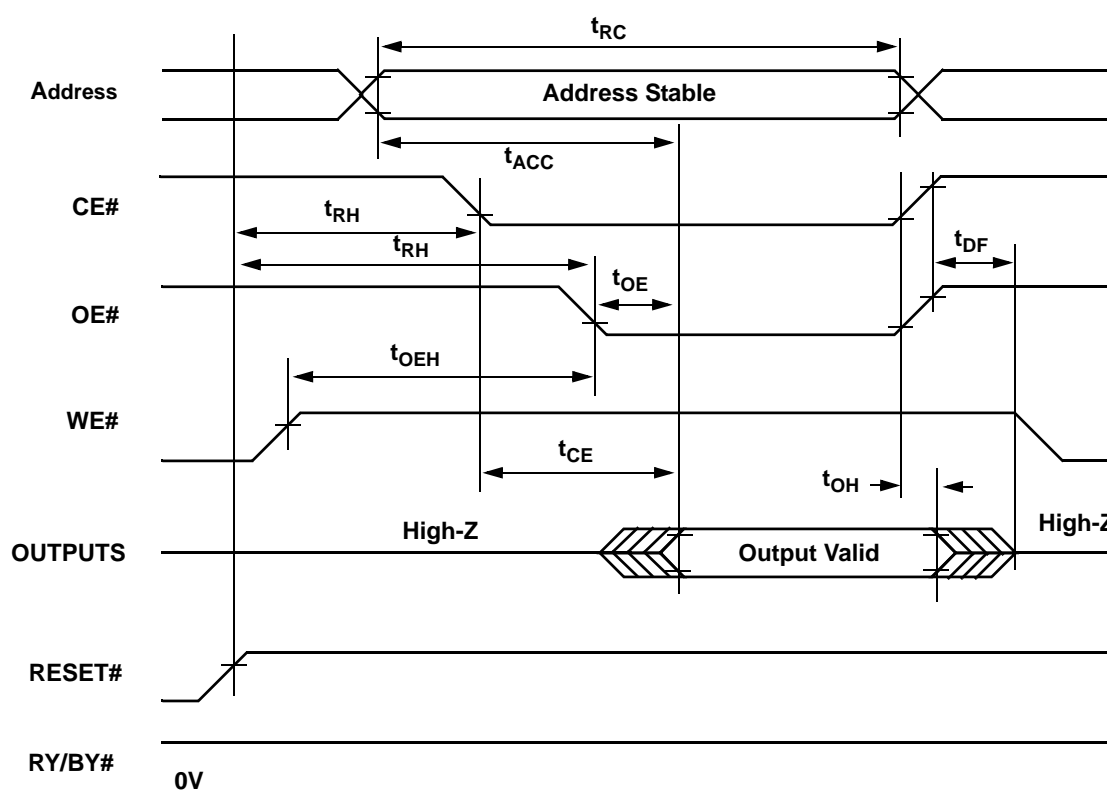 tRC
Address
Address Stable
tACC
CE#
tRH
tRH
tDF
tOE
OE#
tOEH
WE#
tCE
tOH
High-Z
High-Z
OUTPUTS
Output Valid
RESET#
RY/BY#
0V